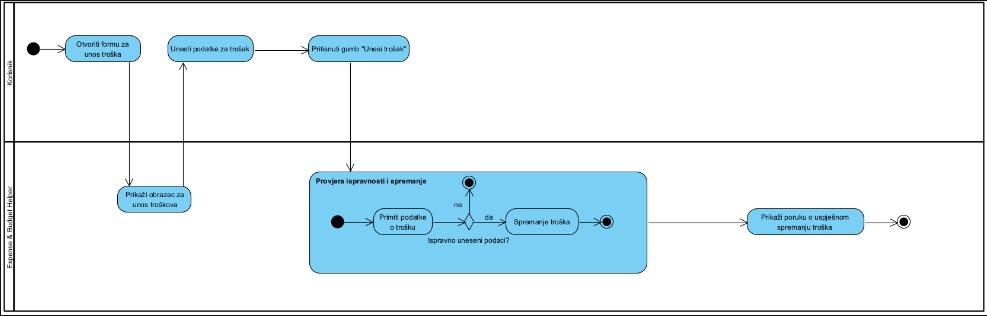 Korisnik
Otvoriti formu za
unos troška
Unesti podatke za trošak
Pritisnuti gumb "Unesi trošak"
Expense & Budget Helper
Prikaži obrazac za
unos troškova
Provjera ispravnosti i spremanje
Primiti podatke
o trošku
ne
da
Ispravno uneseni podaci?
Spremanje troška
Prikaži poruku o uspješnom
spremanju troška